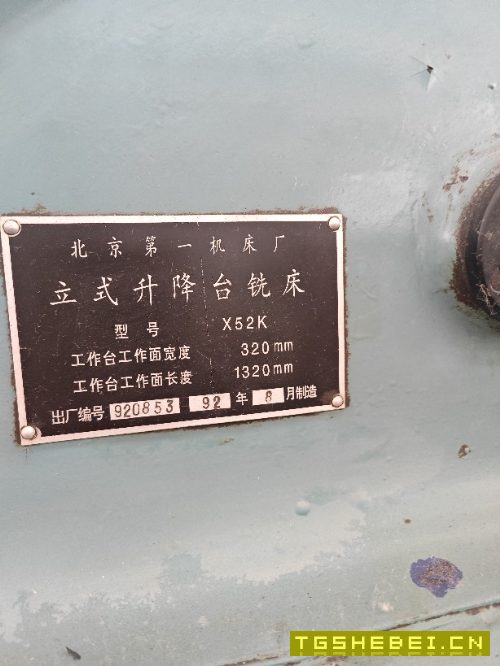 北京第一机床厂
立式升降台铣床
型号 X52K
工作台工作面宽度 320mm
工作台工作面长度 1320mm
出厂编号 920853 92 年 8 月制造
TGSHEBEI.CN